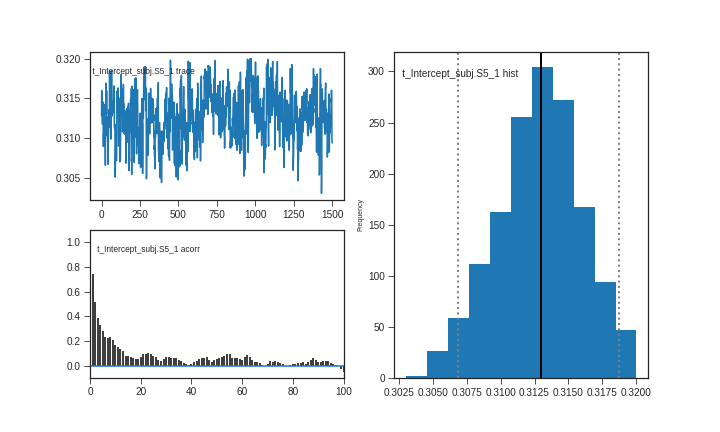 0.320
0.315
0.310
0.305
t_Intercept_subj.S5_1 trace
0 250 500 750 1000 1250 1500
1.0
0.8
0.6
0.4
0.2
0.0
t_Intercept_subj.S5_1 acorr
0 20 40 60 80 100
Frequency
300
250
200
150
100
50
0
t_Intercept_subj.S5_1 hist
0.3025 0.3050 0.3075 0.3100 0.3125 0.3150 0.3175 0.3200